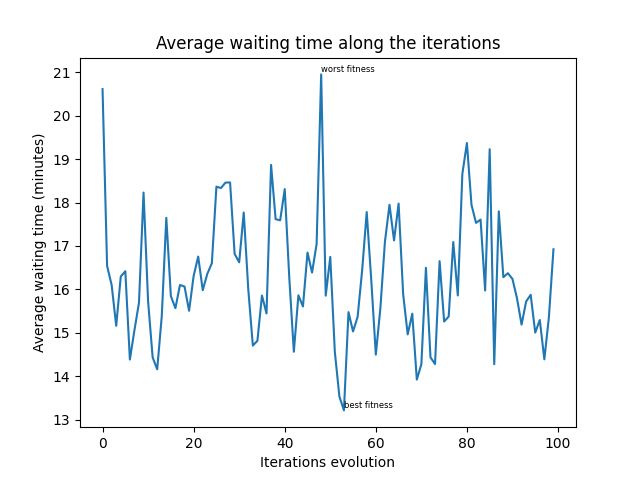 Average waiting time along the iterations
Average waiting time (minutes)
21
20
19
18
17
16
15
14
13
worst fitness
best fitness
0 20 40 60 80 100
Iterations evolution